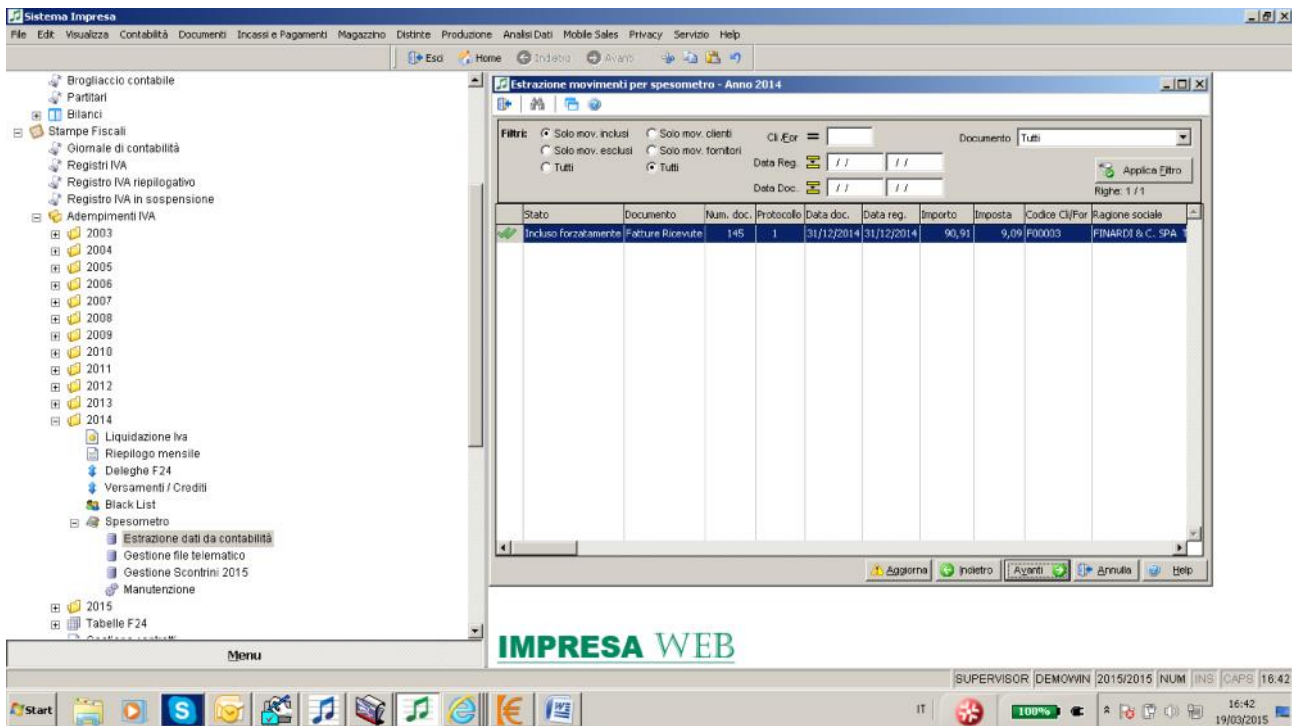 Sistema Impresa
File Edit Visualizza Contabilità Documenti Incassi e Pagamenti Magazzino Distinte Produzione Analisi Dati Mobile Sales Privacy Servizio Help
Esci Home Indietro Avanti
Brogliaccio contabile
Partitari
Bilanci
Stampe Fiscali
Giornale di contabilità
Registri IVA
Registro IVA riepilogativo
Registro IVA in sospensione
Adempimenti IVA
2003
2004
2005
2006
2007
2008
2009
2010
2011
2012
2013
2014
Liquidazione Iva
Riepilogo mensile
Deleghe F24
Versamenti / Crediti
Black List
Spesometro
Estrazione dati da contabilità
Gestione file telematico
Gestione Scontrini 2015
Manutenzione
2015
Tabelle F24
Menu
Estrazione movimenti per spesometro - Anno 2014
Filtri: Solo mov. inclusi Solo mov. clienti Cli./For = Documento Tutti
Solo mov. esclusi Solo mov. fornitori
Tutti Tutti Data Reg. / / / / Applica Filtro
Data Doc. / / / / Righe: 1 / 1
Stato Documento Num. doc. Protocollo Data doc. Data reg. Importo Imposta Codice Cli/For Ragione sociale
Incluso forzatamente Fatture Ricevute 145 1 31/12/2014 31/12/2014 90,91 9,09 F00003 FINARDI & C. SPA
Aggiorna Indietro Avanti Annulla Help
IMPRESA WEB
SUPERVISOR DEMOWIN 2015/2015 NUM INS CAPS 16:42
Start IT 100% 16:42
19/03/2015